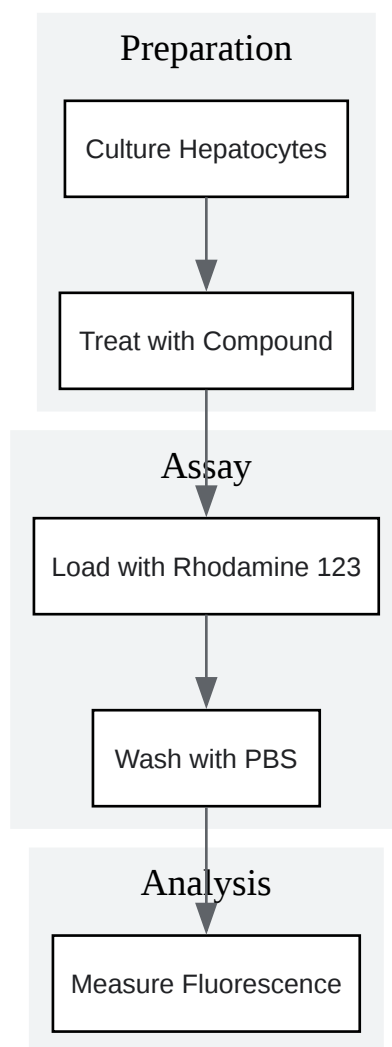 Preparation
Culture Hepatocytes
Treat with Compound
Assay
Load with Rhodamine 123
Wash with PBS
Analysis
Measure Fluorescence